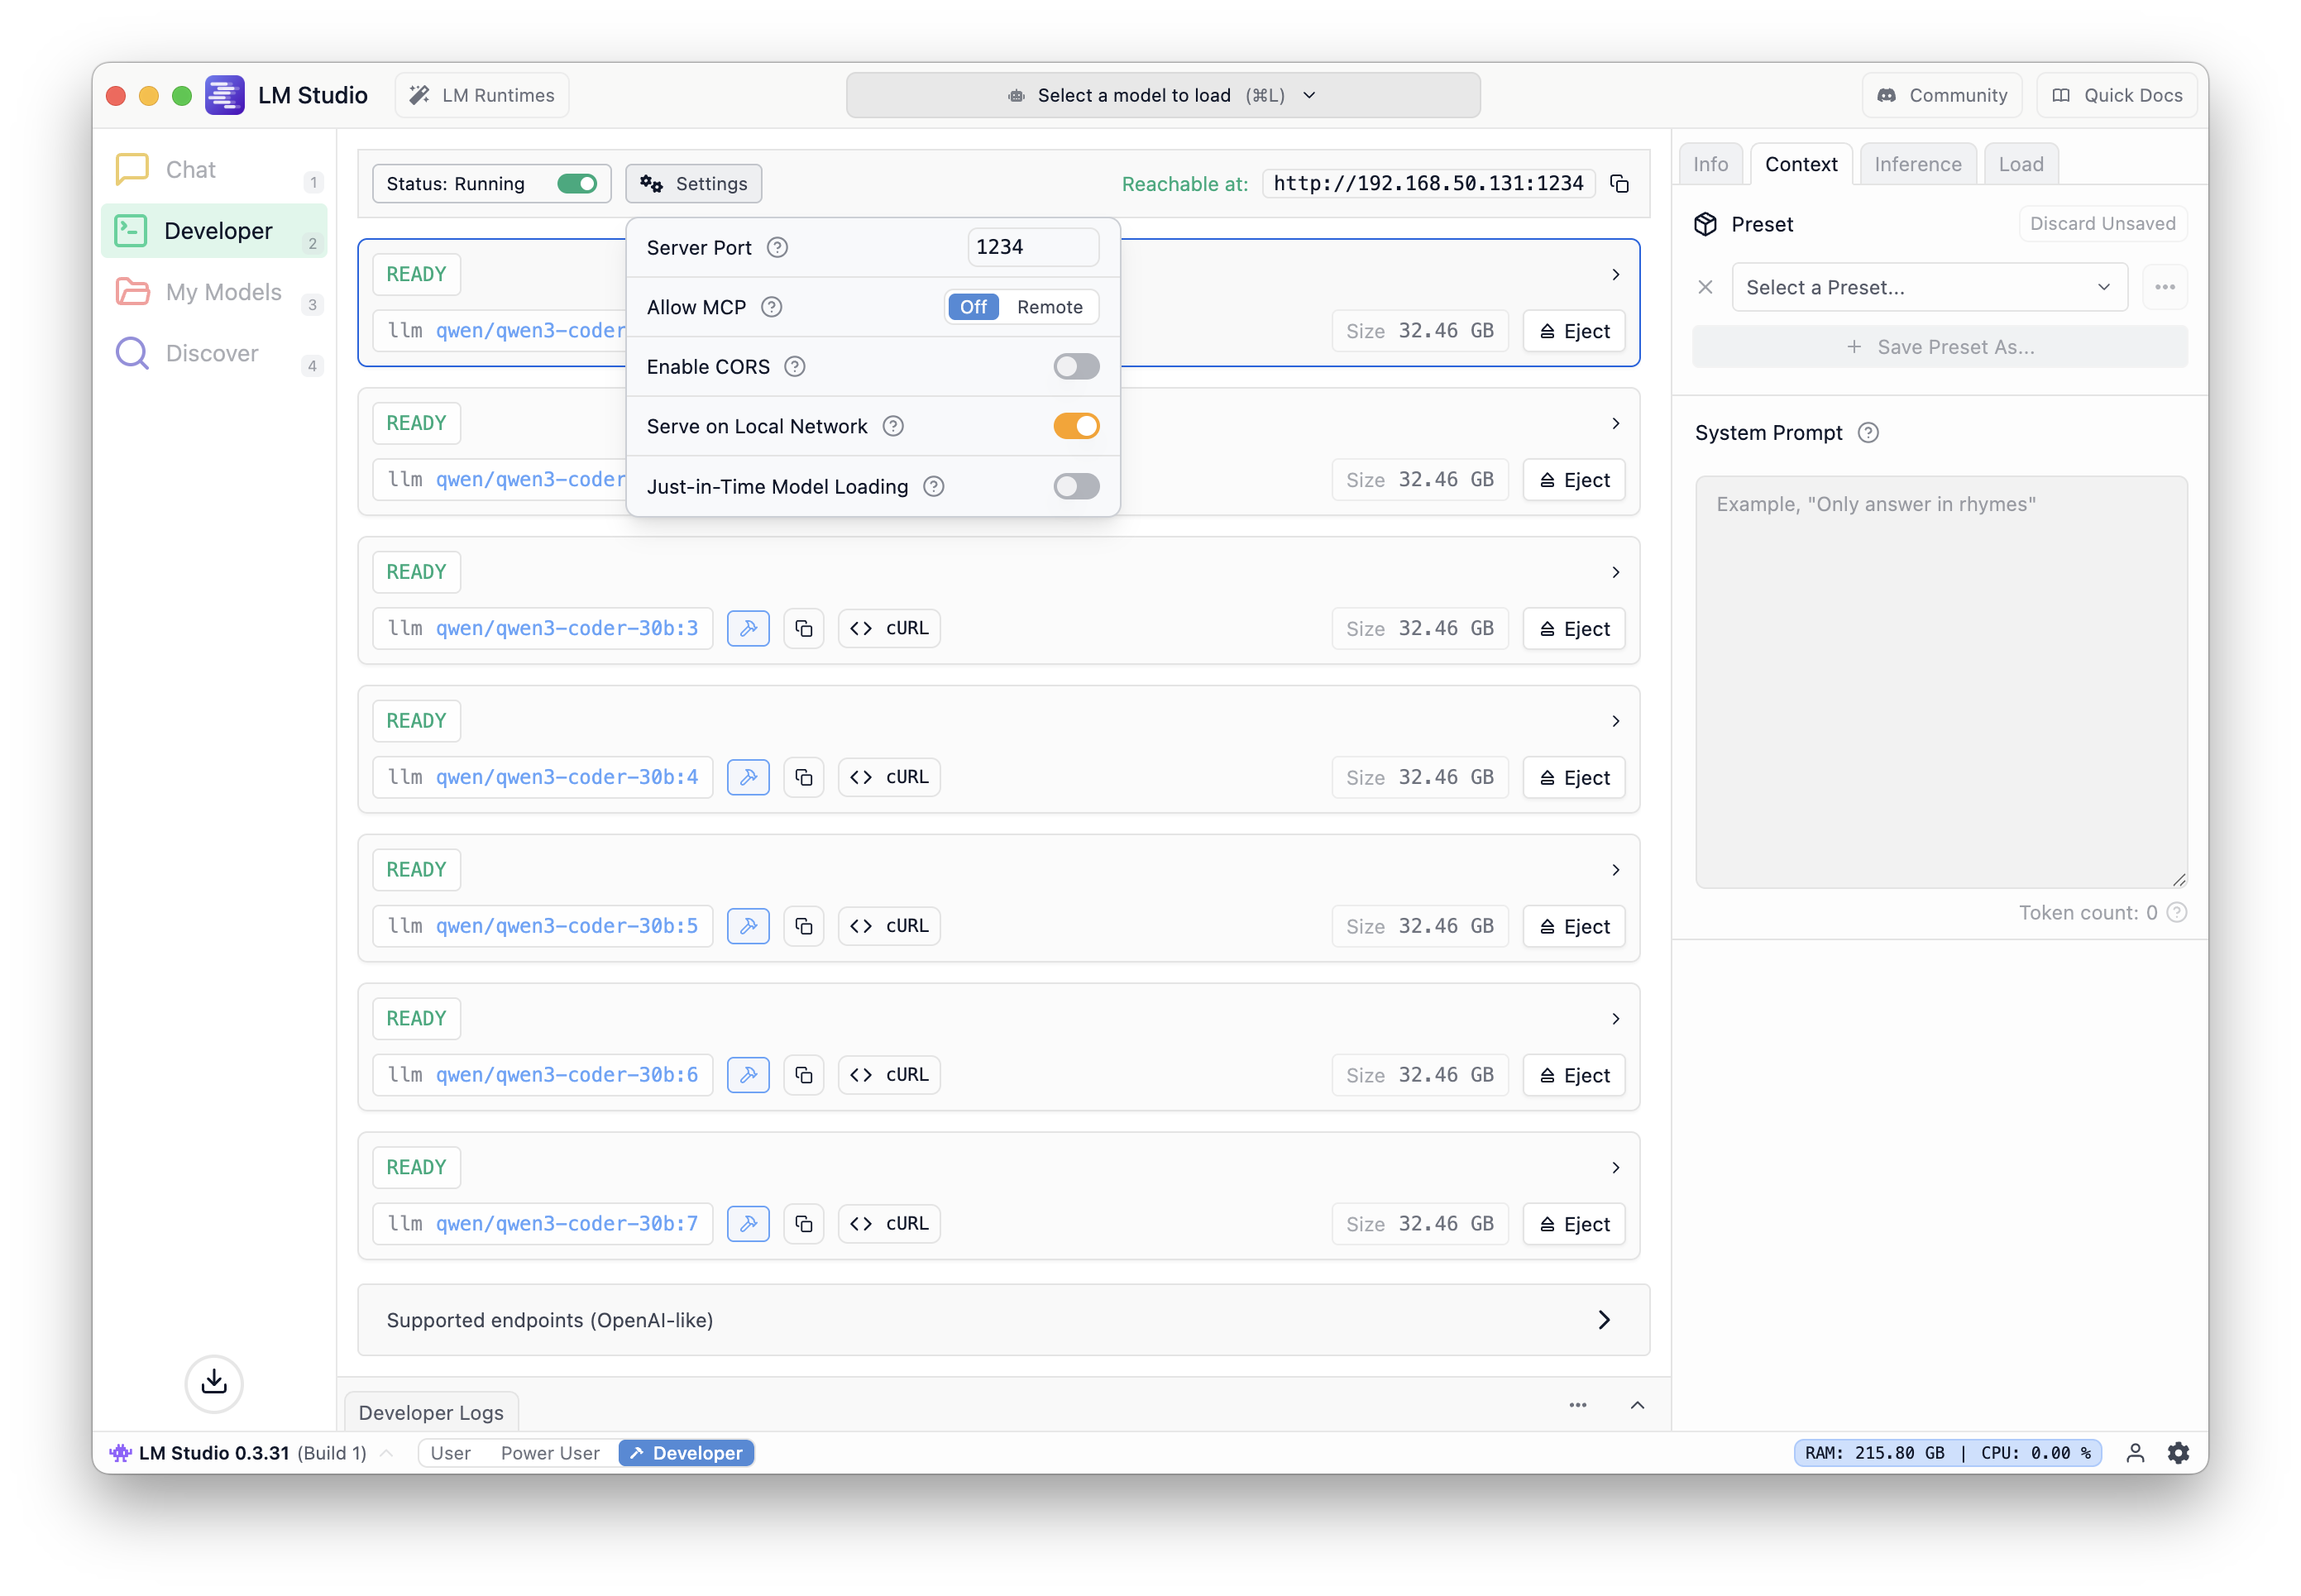 LM Studio
LM Runtimes
Select a model to load (⌘L)
Community
Quick Docs
Chat
1
Developer
2
My Models
3
Discover
4
Status: Running
Settings
Reachable at:
http://192.168.50.131:1234
Server Port
1234
Allow MCP
Off
Remote
Enable CORS
Serve on Local Network
Just-in-Time Model Loading
READY
llm qwen/qwen3-coder
Size 32.46 GB
Eject
READY
llm qwen/qwen3-coder
Size 32.46 GB
Eject
READY
llm qwen/qwen3-coder-30b:3
cURL
Size 32.46 GB
Eject
READY
llm qwen/qwen3-coder-30b:4
cURL
Size 32.46 GB
Eject
READY
llm qwen/qwen3-coder-30b:5
cURL
Size 32.46 GB
Eject
READY
llm qwen/qwen3-coder-30b:6
cURL
Size 32.46 GB
Eject
READY
llm qwen/qwen3-coder-30b:7
cURL
Size 32.46 GB
Eject
Supported endpoints (OpenAI-like)
Developer Logs
Info
Context
Inference
Load
Preset
Discard Unsaved
Select a Preset...
+ Save Preset As...
System Prompt
Example, "Only answer in rhymes"
Token count: 0
LM Studio 0.3.31 (Build 1)
User
Power User
Developer
RAM: 215.80 GB | CPU: 0.00 %